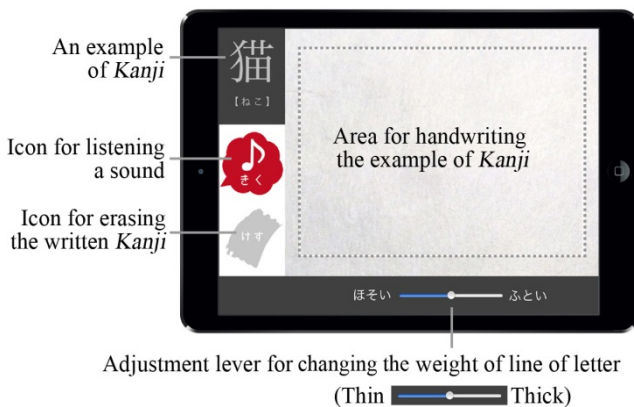 An example
of Kanji
猫
【ねこ】
Icon for listening
a sound
きく
Area for handwriting
the example of Kanji
Icon for erasing
the written Kanji
けす
ほそい ふとい
Adjustment lever for changing the weight of line of letter
(Thin Thick)